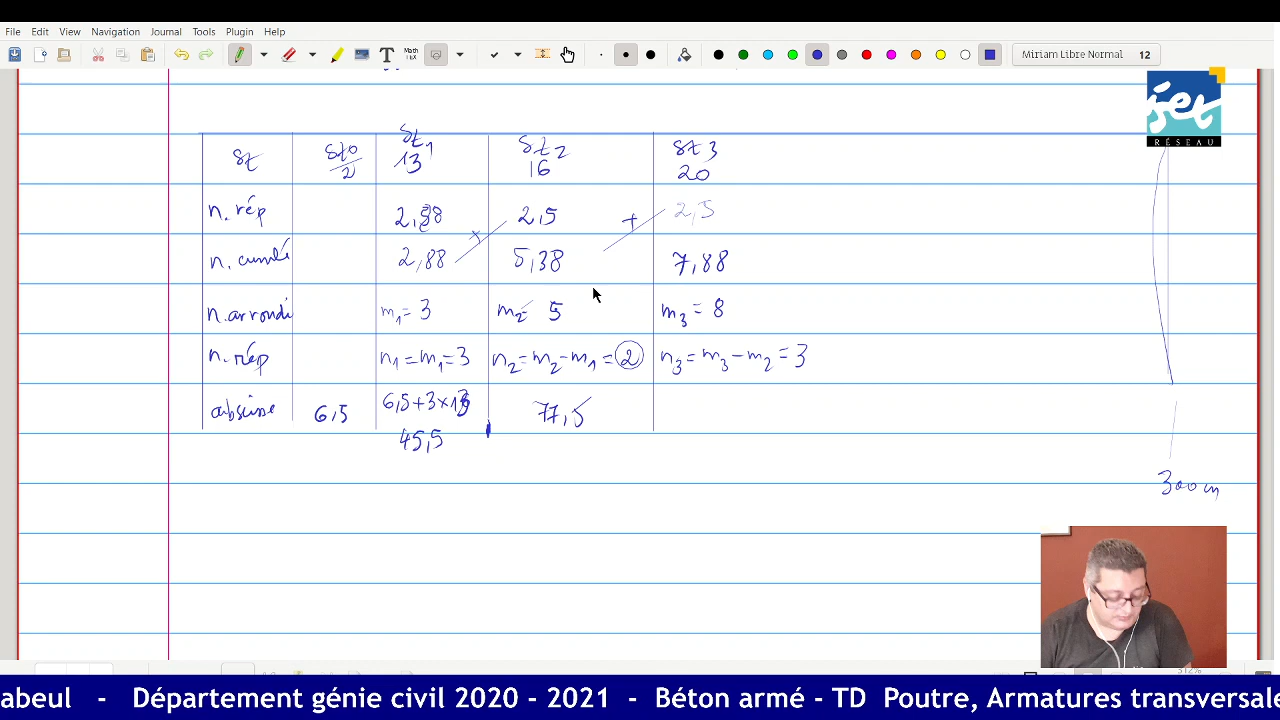 File Edit View Navigation Journal Tools Plugin Help
Miriam Libre Normal 12
jset
RÉSEAU
St St0/2 St1 13 St2 16 St3 20
n. rép 2,88 2,5 2,5
n. cumulé 2,88 + 5,38 + 7,88
n. arrondi m1 = 3 m2 = 5 m3 = 8
n. rép n1 = m1 = 3 n2 = m2 - m1 = 2 n3 = m3 - m2 = 3
abscisse 6,5 6,5 + 3 × 13 77,5
45,5
300 cm
abeul - Département génie civil 2020 - 2021 - Béton armé - TD Poutre, Armatures transversale